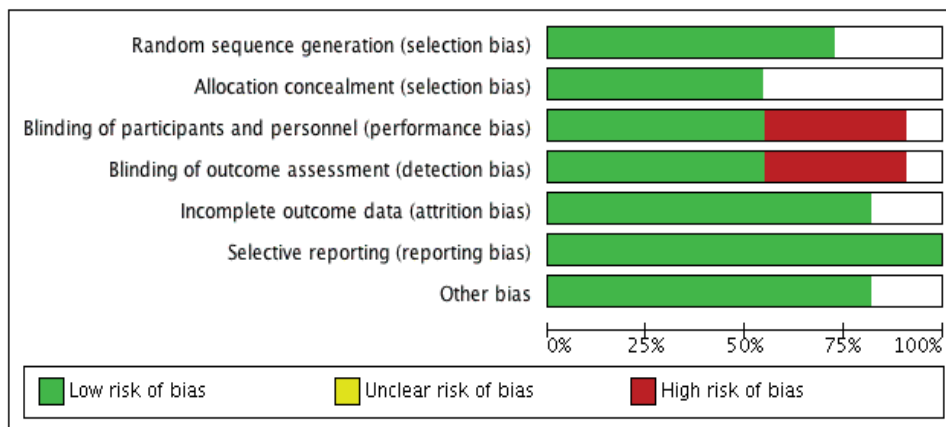 Random sequence generation (selection bias)
Allocation concealment (selection bias)
Blinding of participants and personnel (performance bias)
Blinding of outcome assessment (detection bias)
Incomplete outcome data (attrition bias)
Selective reporting (reporting bias)
Other bias
0% 25% 50% 75% 100%
Low risk of bias Unclear risk of bias High risk of bias